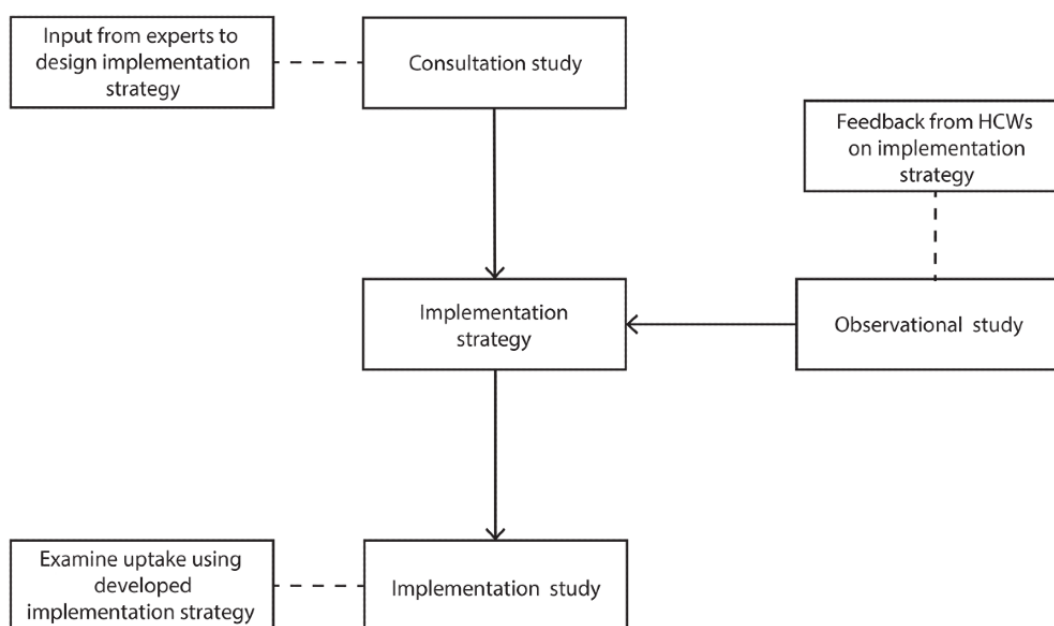 Input from experts to
design implementation
strategy
Consultation study
Feedback from HCWs
on implementation
strategy
Implementation
strategy
Observational study
Examine uptake using
developed
implementation strategy
Implementation study